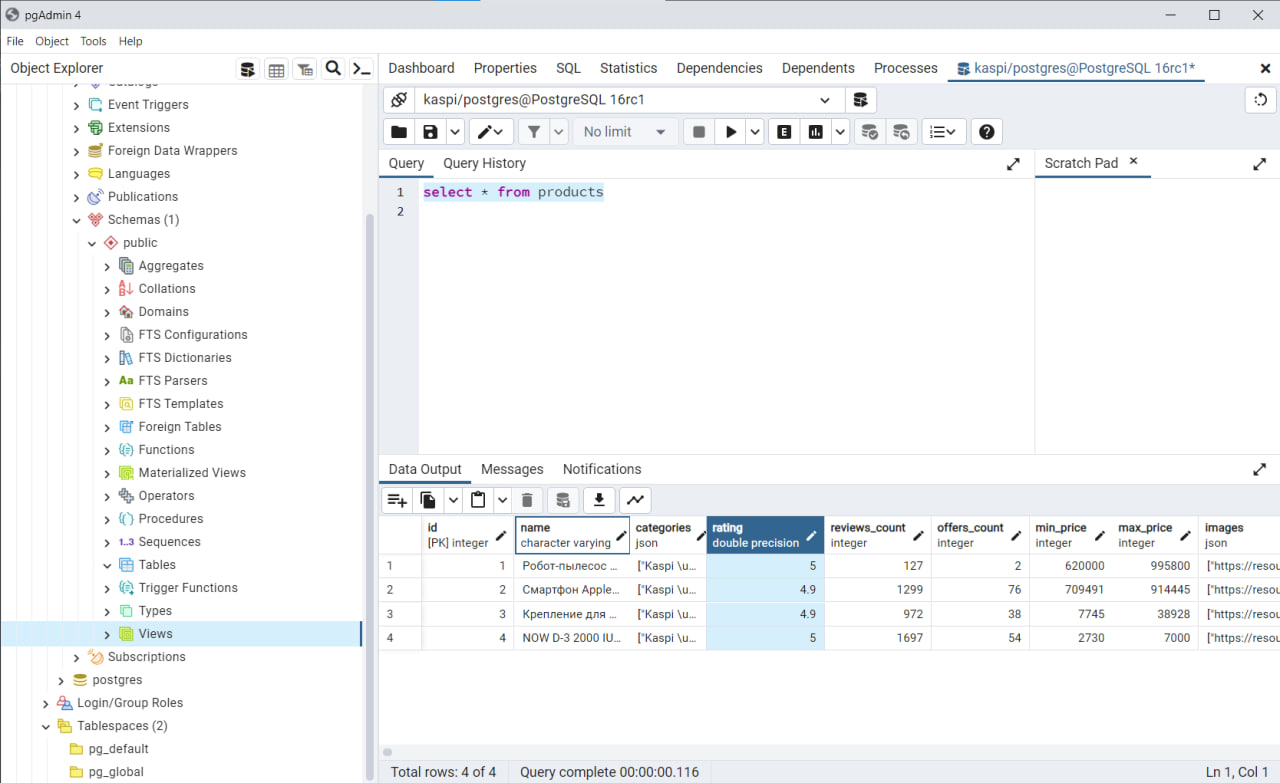 pgAdmin 4
File Object Tools Help
Object Explorer
Event Triggers
Extensions
Foreign Data Wrappers
Languages
Publications
Schemas (1)
public
Aggregates
Collations
Domains
FTS Configurations
FTS Dictionaries
FTS Parsers
FTS Templates
Foreign Tables
Functions
Materialized Views
Operators
Procedures
1..3 Sequences
Tables
Trigger Functions
Types
Views
Subscriptions
postgres
Login/Group Roles
Tablespaces (2)
pg_default
pg_global
Dashboard Properties SQL Statistics Dependencies Dependents Processes kaspi/postgres@PostgreSQL 16rc1*
kaspi/postgres@PostgreSQL 16rc1
No limit
Query Query History
Scratch Pad
1 select * from products
2
Data Output Messages Notifications
id name categories rating reviews_count offers_count min_price max_price images
[PK] integer character varying json double precision integer integer integer integer json
1 1 Робот-пылесос ... ["Kaspi \u... 5 127 2 620000 995800 ["https://resou
2 2 Смартфон Apple... ["Kaspi \u... 4.9 1299 76 709491 914445 ["https://resou
3 3 Крепление для ... ["Kaspi \u... 4.9 972 38 7745 38928 ["https://resou
4 4 NOW D-3 2000 IU... ["Kaspi \u... 5 1697 54 2730 7000 ["https://resou
Total rows: 4 of 4 Query complete 00:00:00.116 Ln 1, Col 1